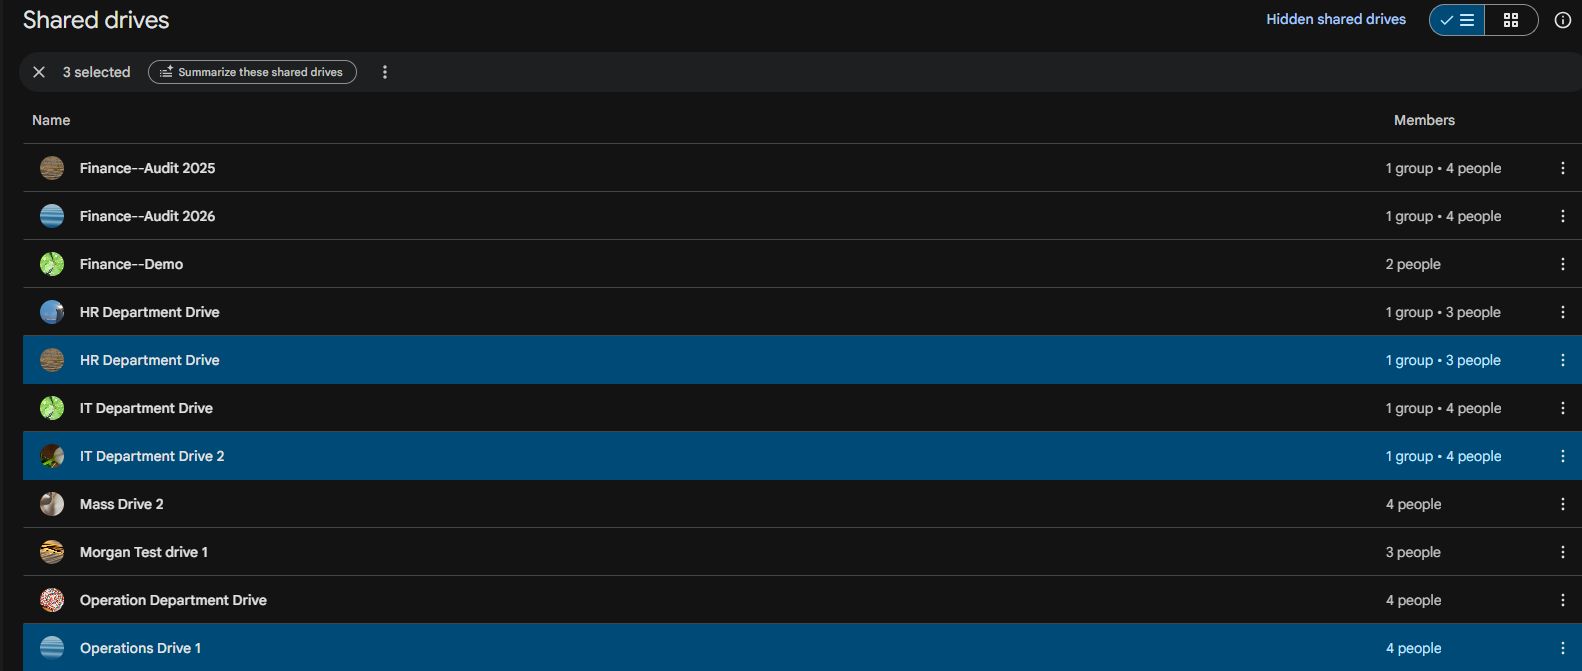 Shared drives
Hidden shared drives
3 selected Summarize these shared drives
Name Members
Finance--Audit 2025 1 group • 4 people
Finance--Audit 2026 1 group • 4 people
Finance--Demo 2 people
HR Department Drive 1 group • 3 people
HR Department Drive 1 group • 3 people
IT Department Drive 1 group • 4 people
IT Department Drive 2 1 group • 4 people
Mass Drive 2 4 people
Morgan Test drive 1 3 people
Operation Department Drive 4 people
Operations Drive 1 4 people